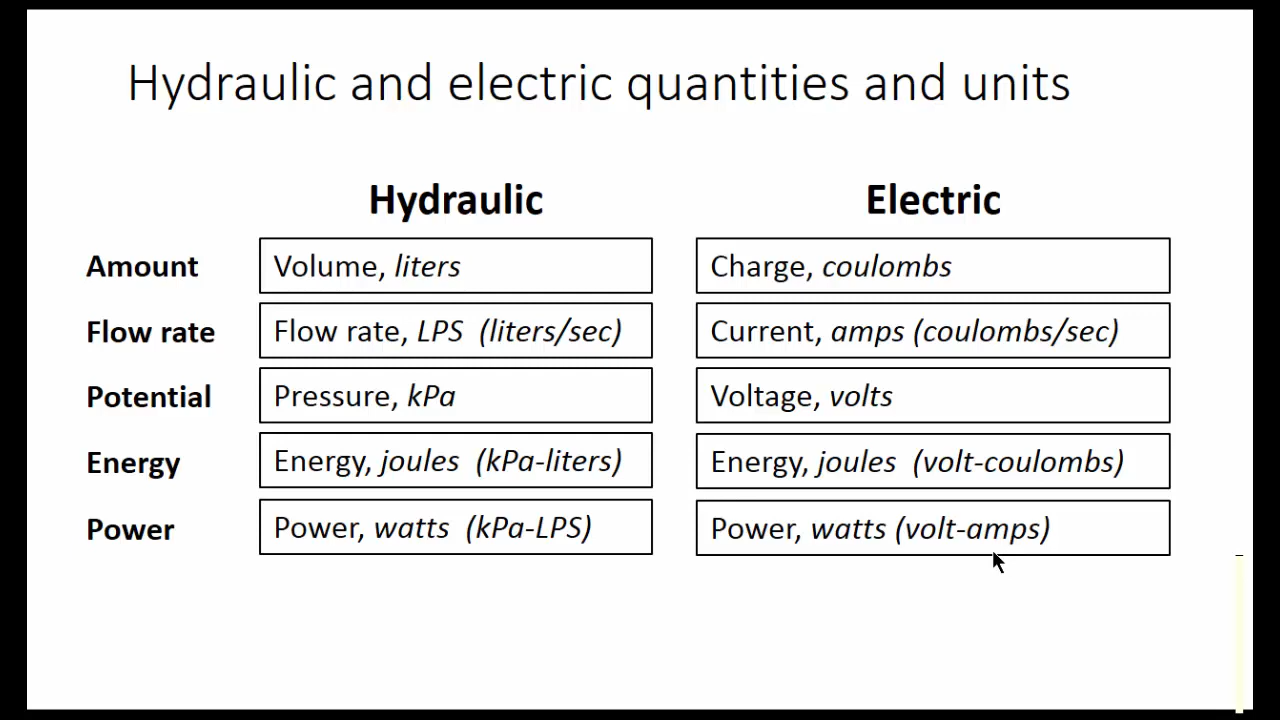 Hydraulic and electric quantities and units
Hydraulic Electric
Amount Volume, liters Charge, coulombs
Flow rate Flow rate, LPS (liters/sec) Current, amps (coulombs/sec)
Potential Pressure, kPa Voltage, volts
Energy Energy, joules (kPa-liters) Energy, joules (volt-coulombs)
Power Power, watts (kPa-LPS) Power, watts (volt-amps)